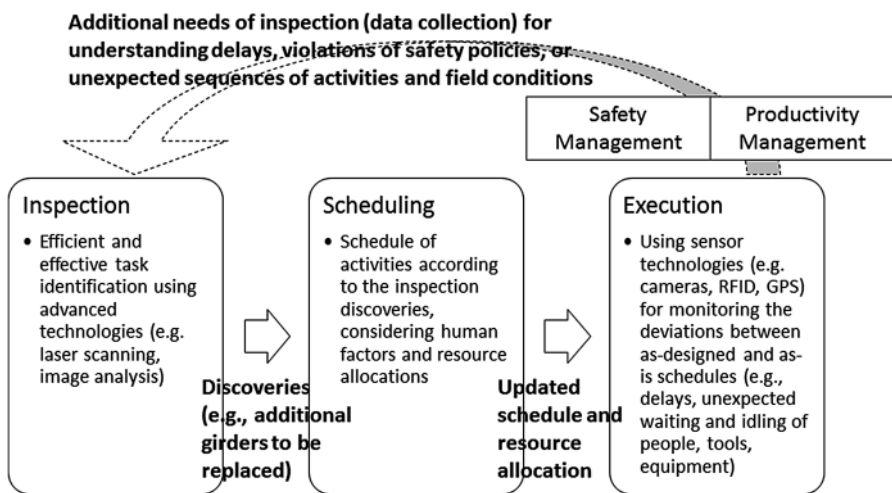 Additional needs of inspection (data collection) for
understanding delays, violations of safety policies, or
unexpected sequences of activities and field conditions
Safety
Management
Productivity
Management
Inspection
• Efficient and
effective task
identification using
advanced
technologies (e.g.
laser scanning,
image analysis)
Discoveries
(e.g., additional
girders to be
replaced)
Scheduling
• Schedule of
activities according
to the inspection
discoveries,
considering human
factors and resource
allocations
Updated
schedule and
resource
allocation
Execution
• Using sensor
technologies (e.g.
cameras, RFID, GPS)
for monitoring the
deviations between
as-designed and as-
is schedules (e.g.,
delays, unexpected
waiting and idling of
people, tools,
equipment)